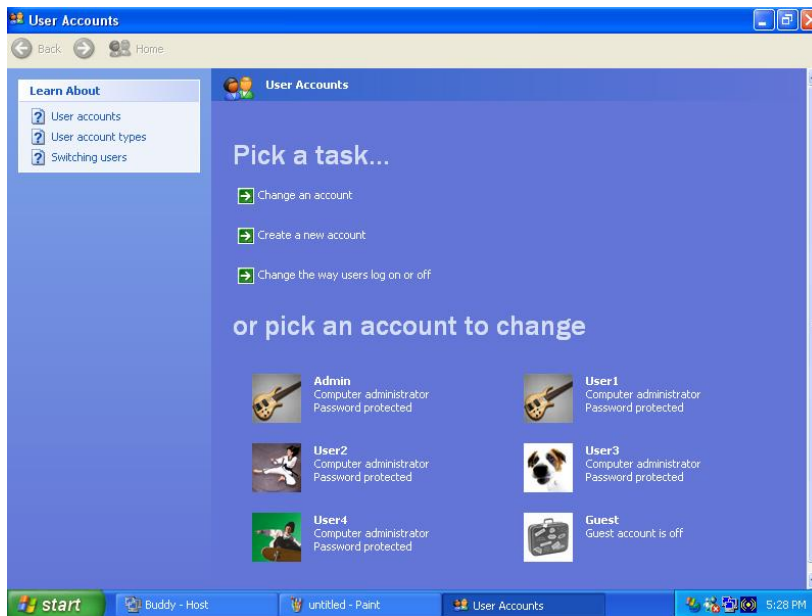 User Accounts
Back
Home
Learn About
User accounts
User account types
Switching users
User Accounts
Pick a task...
Change an account
Create a new account
Change the way users log on or off
or pick an account to change
Admin
Computer administrator
Password protected
User1
Computer administrator
Password protected
User2
Computer administrator
Password protected
User3
Computer administrator
Password protected
User4
Computer administrator
Password protected
Guest
Guest account is off
start
Buddy - Host
untitled - Paint
User Accounts
5:28 PM